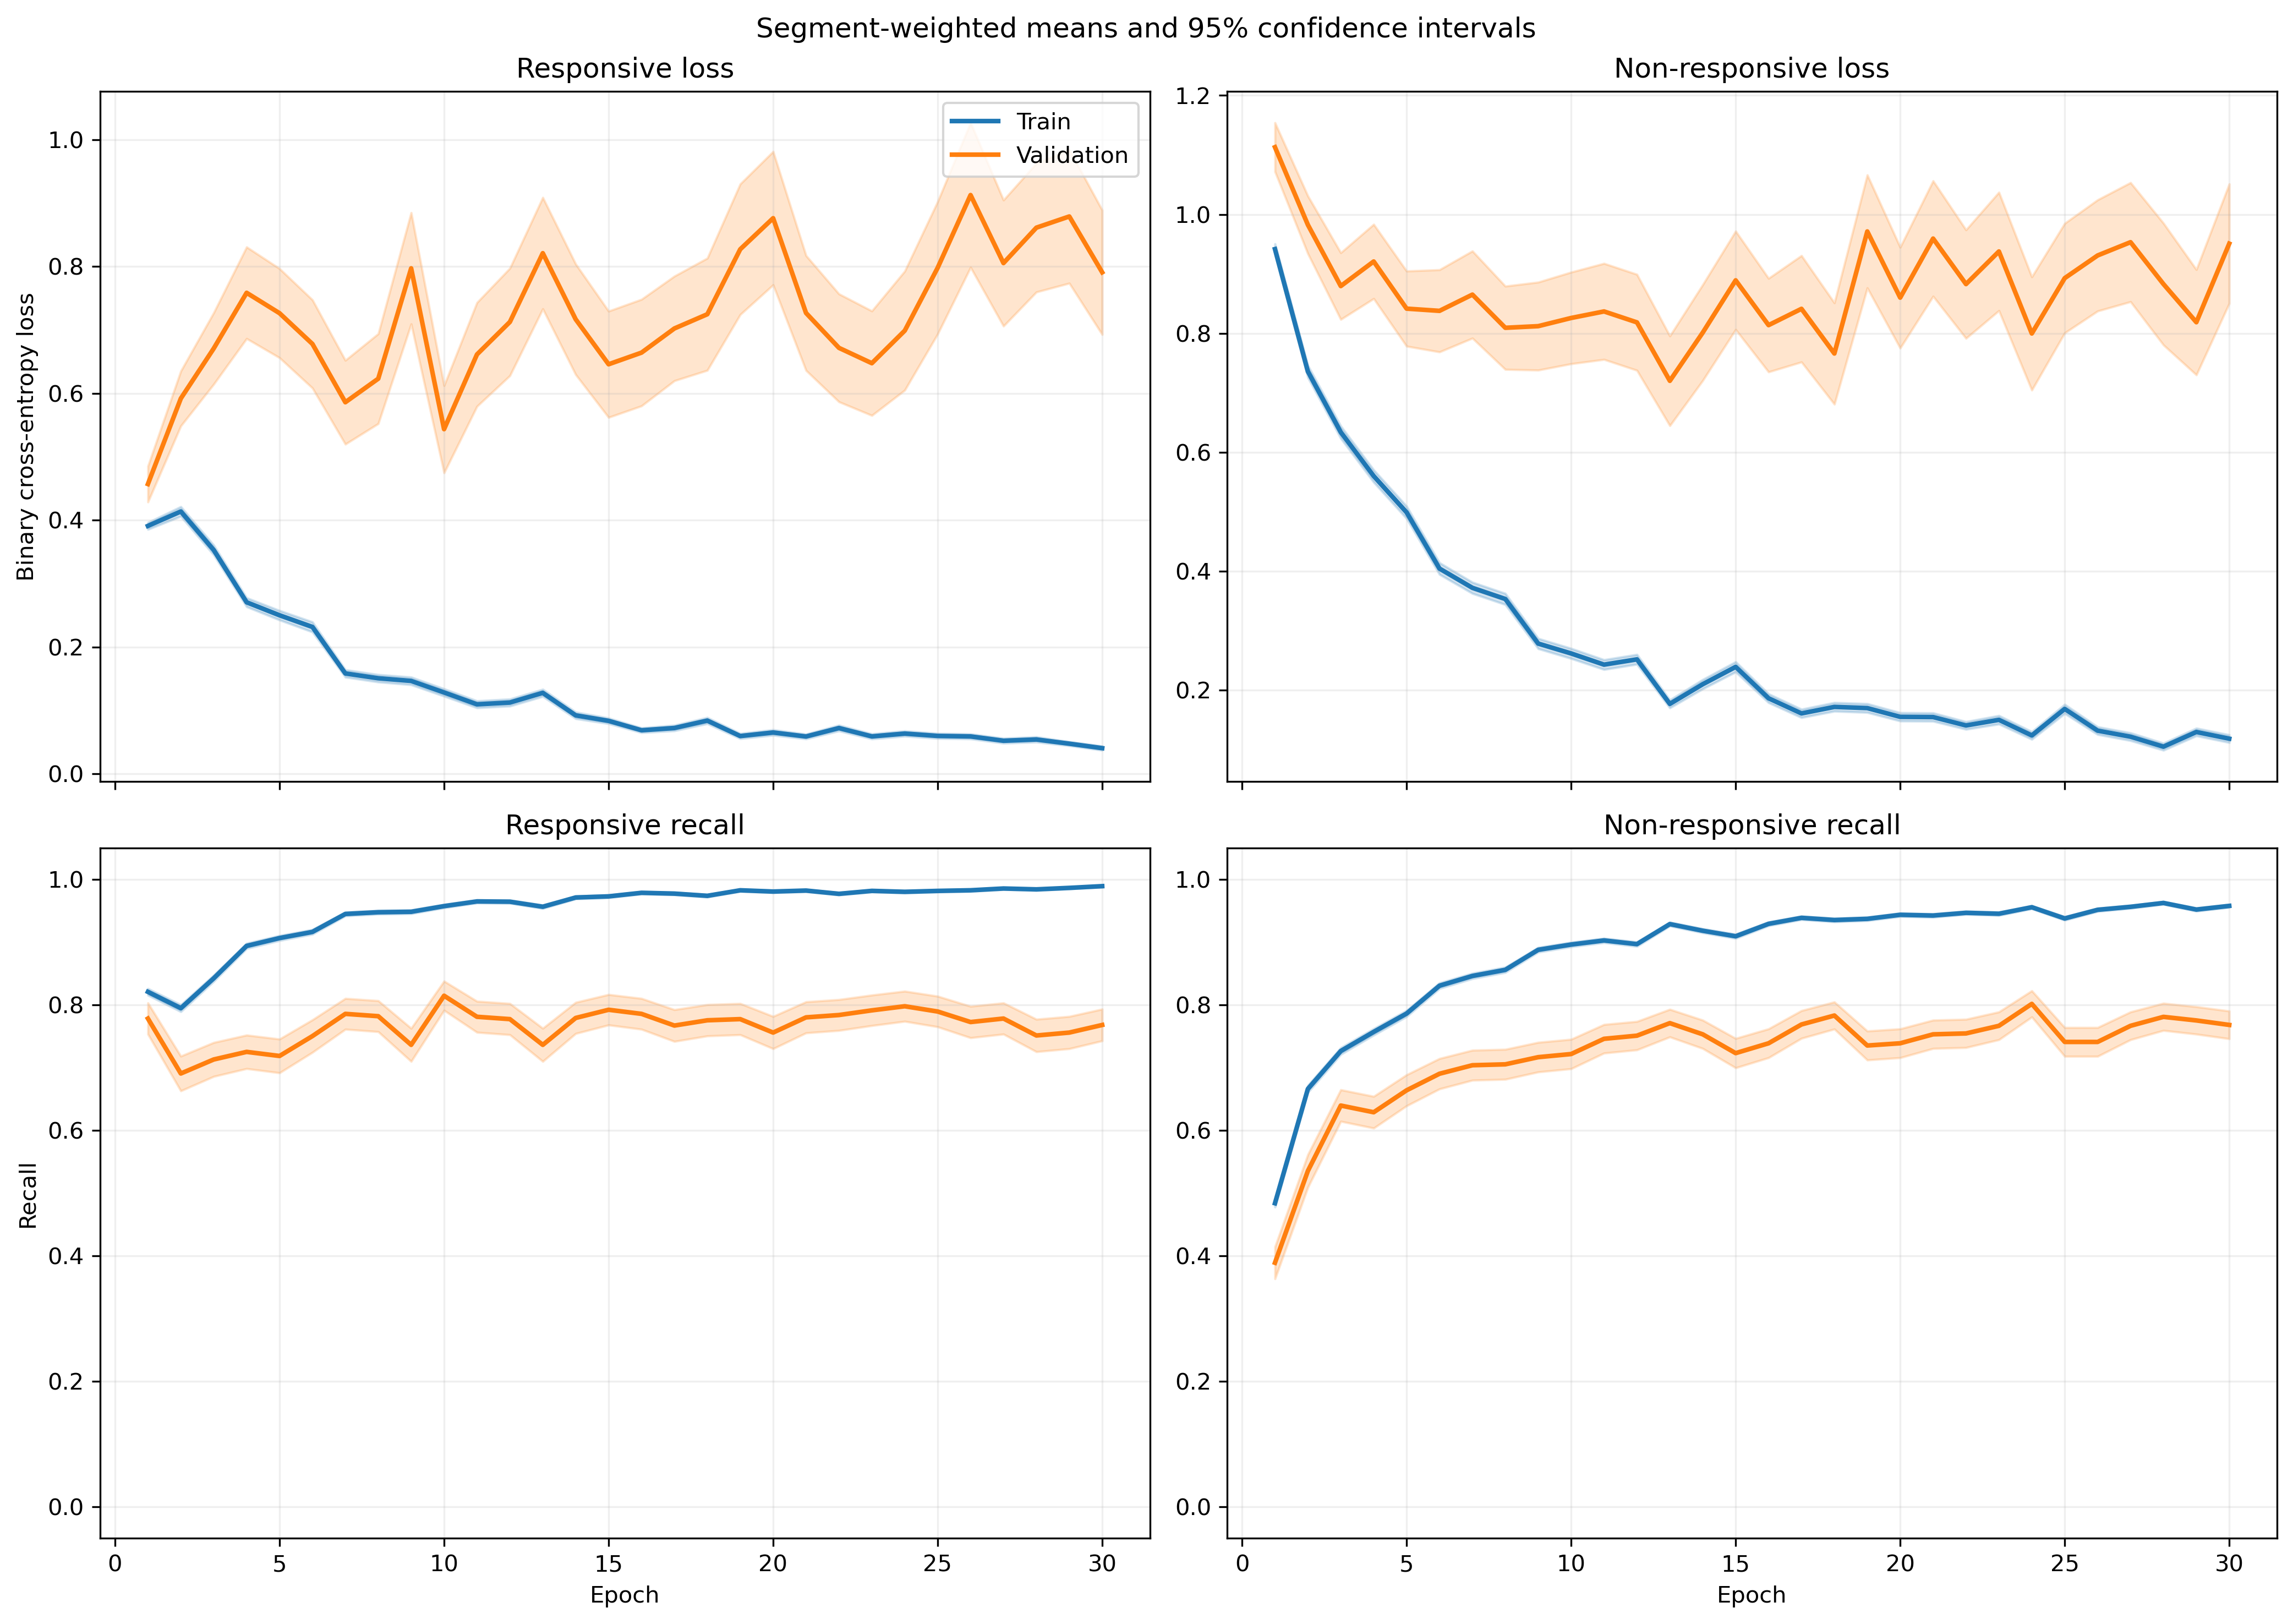 Segment-weighted means and 95% confidence intervals
Responsive loss
Non-responsive loss
Train
Validation
Binary cross-entropy loss
1.0
0.8
0.6
0.4
0.2
0.0
1.2
1.0
0.8
0.6
0.4
0.2
Responsive recall
Non-responsive recall
Recall
1.0
0.8
0.6
0.4
0.2
0.0
0 5 10 15 20 25 30
Epoch
1.0
0.8
0.6
0.4
0.2
0.0
0 5 10 15 20 25 30
Epoch